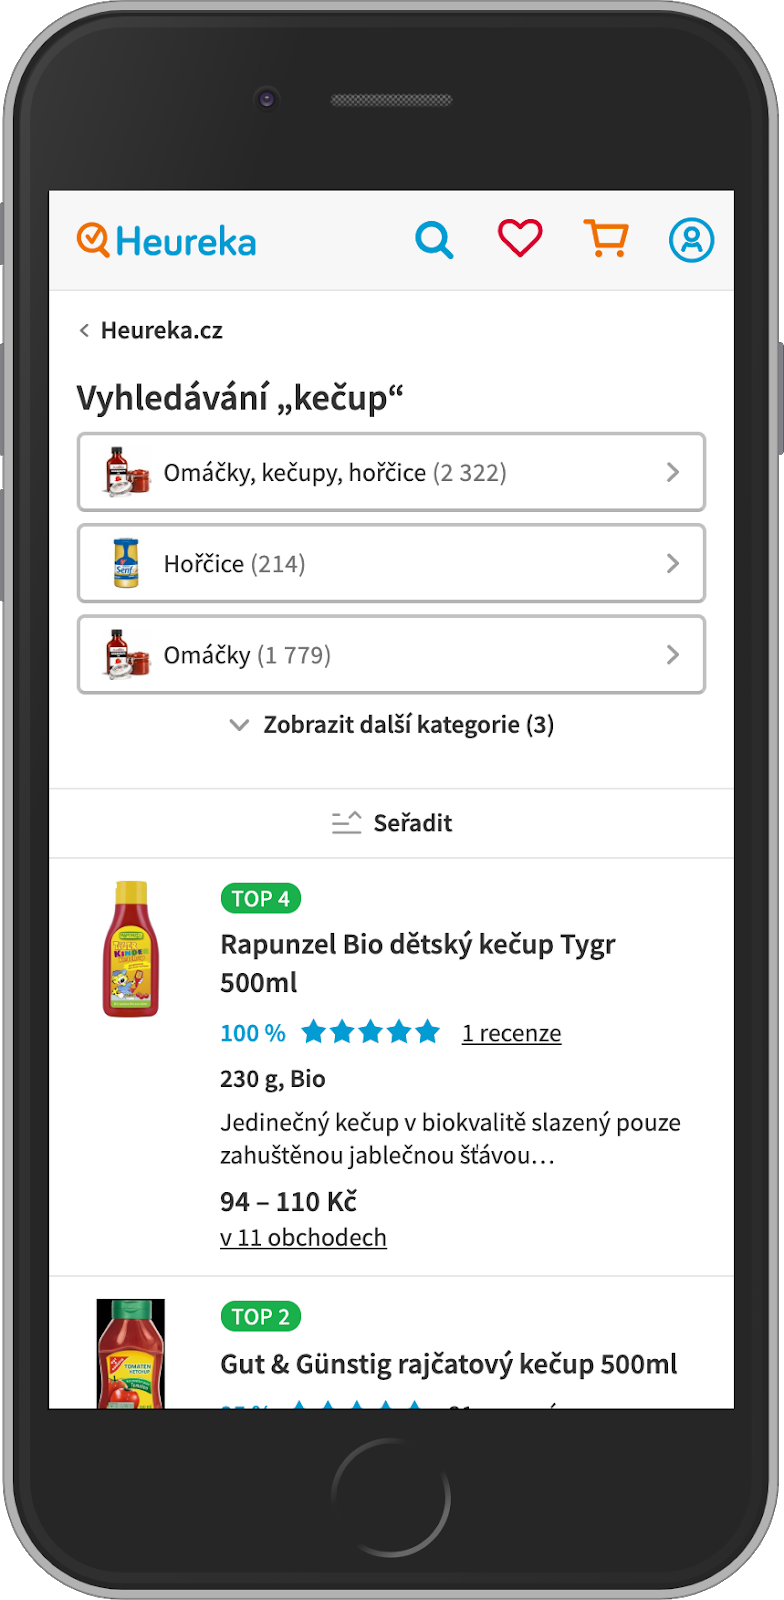 Heureka
Heureka.cz
Vyhledávání „kečup“
Omáčky, kečupy, hořčice (2 322)
Hořčice (214)
Omáčky (1 779)
Zobrazit další kategorie (3)
Seřadit
TOP 4
Rapunzel Bio dětský kečup Tygr
500ml
100 % 1 recenze
230 g, Bio
Jedinečný kečup v biokvalitě slazený pouze
zahuštěnou jablečnou šťávou…
94 – 110 Kč
v 11 obchodech
TOP 2
Gut & Günstig rajčatový kečup 500ml